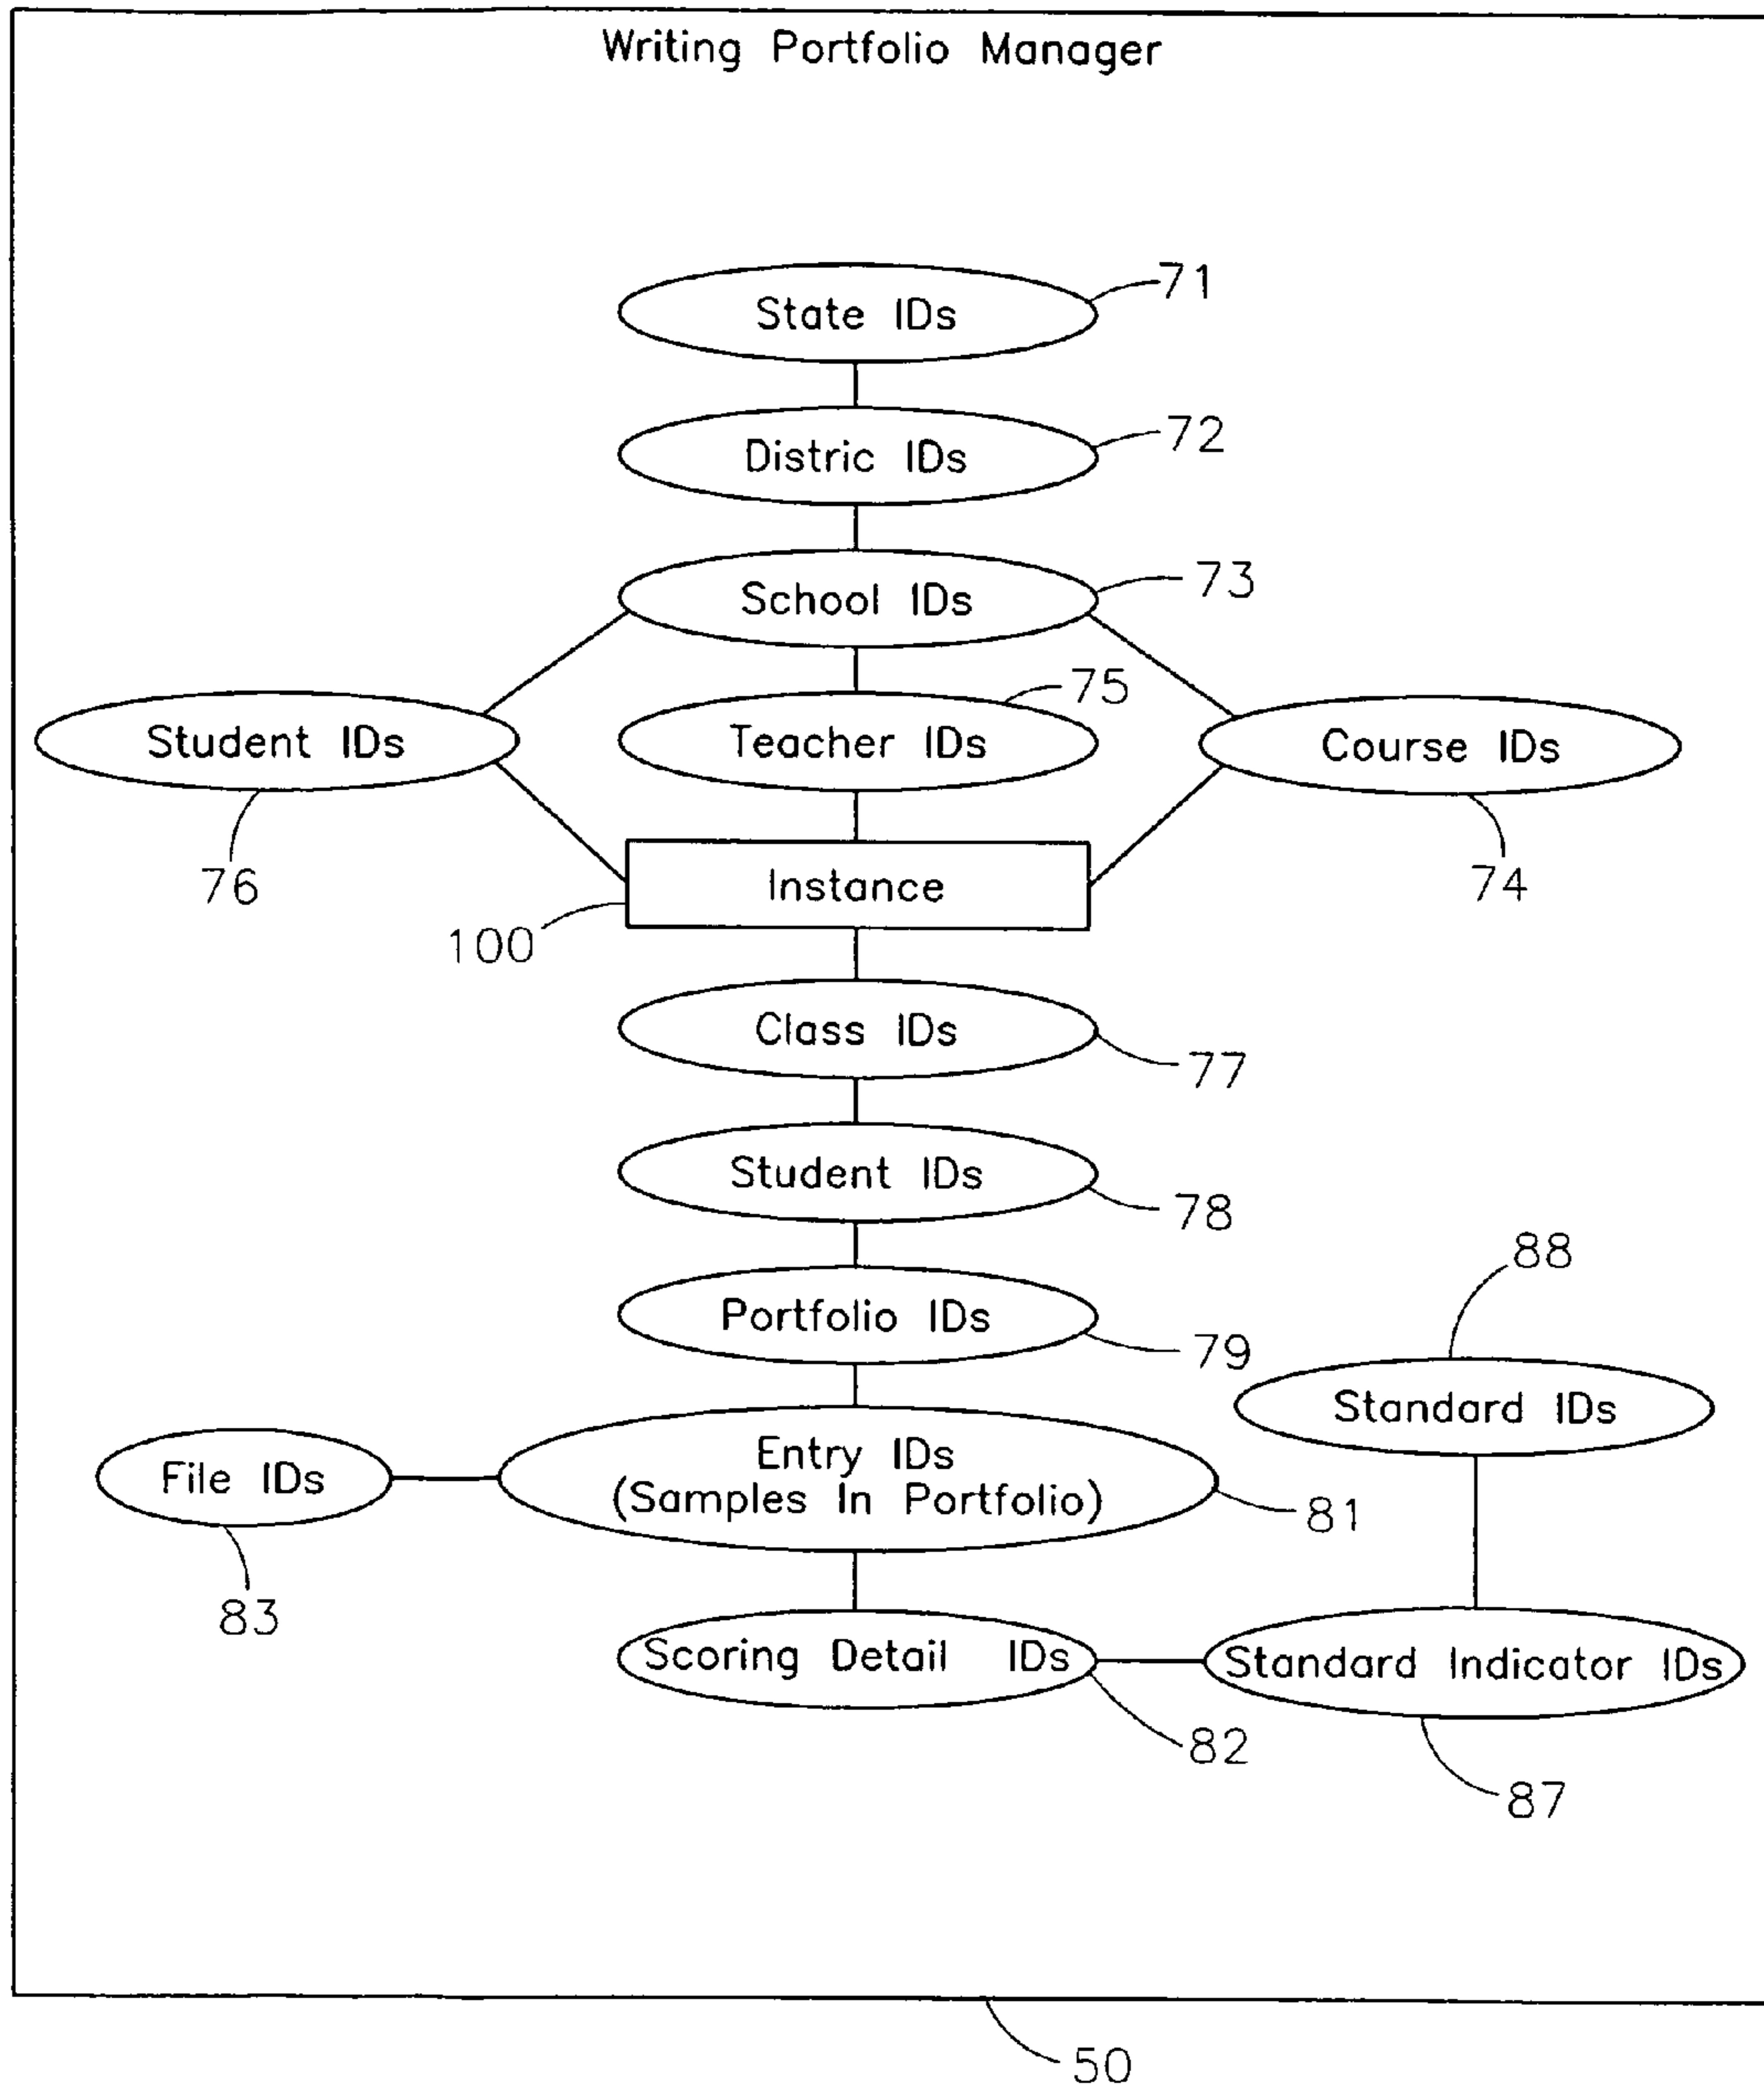 Writing Portfolio Manager
State IDs
71
Distric IDs
72
School IDs
73
Student IDs
76
Teacher IDs
75
Course IDs
74
Instance
100
Class IDs
77
Student IDs
78
Portfolio IDs
79
88
Standard IDs
File IDs
83
Entry IDs
(Samples In Portfolio)
81
Scoring Detail IDs
82
Standard Indicator IDs
87
50